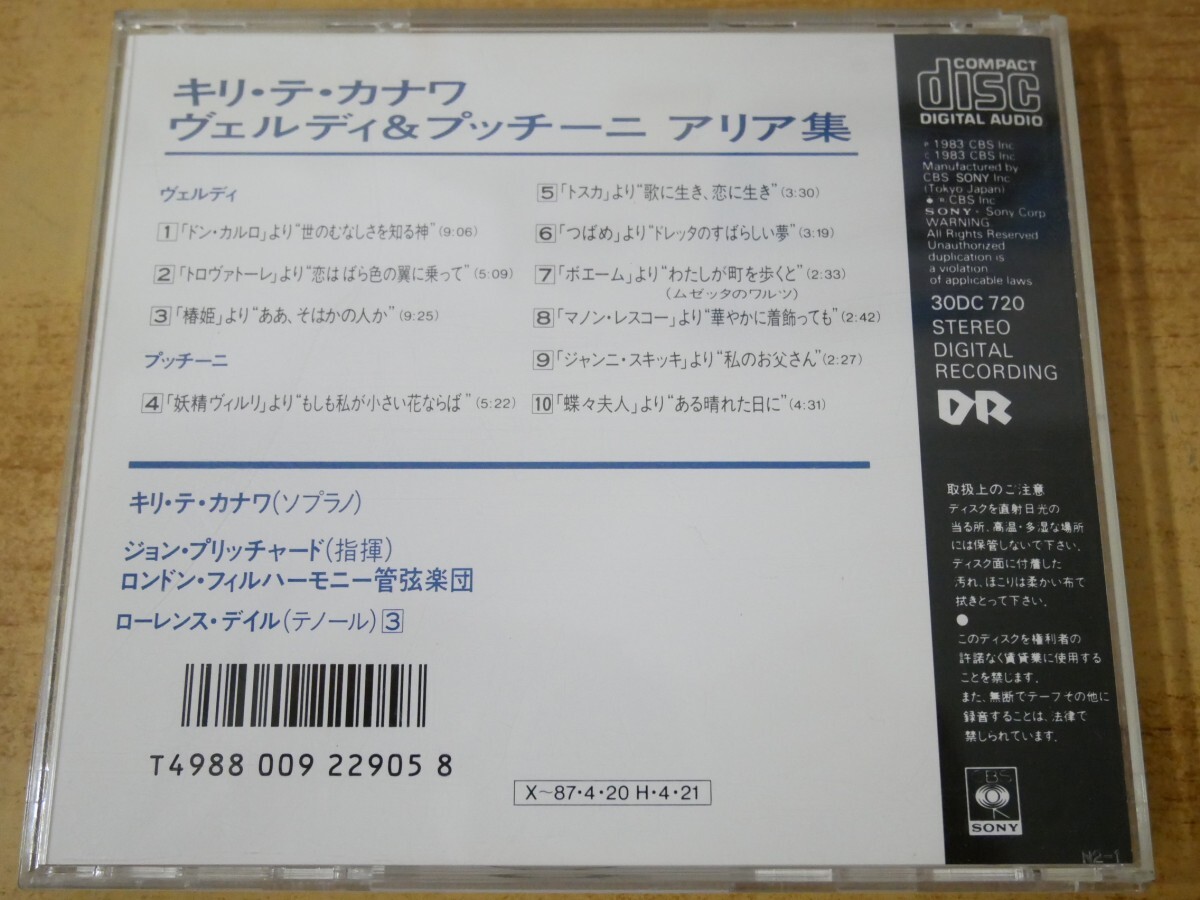 キリ・テ・カナワ
ヴェルディ&プッチーニ アリア集
ヴェルディ
1「ドン・カルロ」より“世のむなしさを知る神”(9:06)
2「トロヴァトーレ」より“恋はばら色の翼に乗って”(5:09)
3「椿姫」より“ああ、そはかの人か”(9:25)
プッチーニ
4「妖精ヴィルリ」より“もしも私が小さい花ならば”(5:22)
5「トスカ」より“歌に生き、恋に生き”(3:30)
6「つばめ」より“ドレッタのすばらしい夢”(3:19)
7「ボエーム」より“わたしが町を歩くと”(2:33)
(ムゼッタのワルツ)
8「マノン・レスコー」より“華やかに着飾っても”(2:42)
9「ジャンニ・スキッキ」より“私のお父さん”(2:27)
10「蝶々夫人」より“ある晴れた日に”(4:31)
キリ・テ・カナワ(ソプラノ)
ジョン・プリッチャード(指揮)
ロンドン・フィルハーモニー管弦楽団
ローレンス・デイル(テノール)3
T4988 009 22905 8
X~87・4・20 H・4・21
COMPACT
disc
DIGITAL AUDIO
℗ 1983 CBS Inc
© 1983 CBS Inc
Manufactured by
CBS SONY Inc
(Tokyo Japan)
® CBS Inc
SONY® Sony Corp
WARNING
All Rights Reserved
Unauthorized
duplication is
a violation
of applicable laws
30DC 720
STEREO
DIGITAL
RECORDING
DR
取扱上のご注意
ディスクを直射日光の
当る所、高温・多湿な場所
には保管しないで下さい。
ディスク面に付着した
汚れ、ほこりは柔かい布で
拭きとって下さい。
●
このディスクを権利者の
許諾なく賃貸業に使用する
ことを禁じます。
また、無断でテープその他に
録音することは、法律で
禁じられています。
CBS
SONY
N2-1